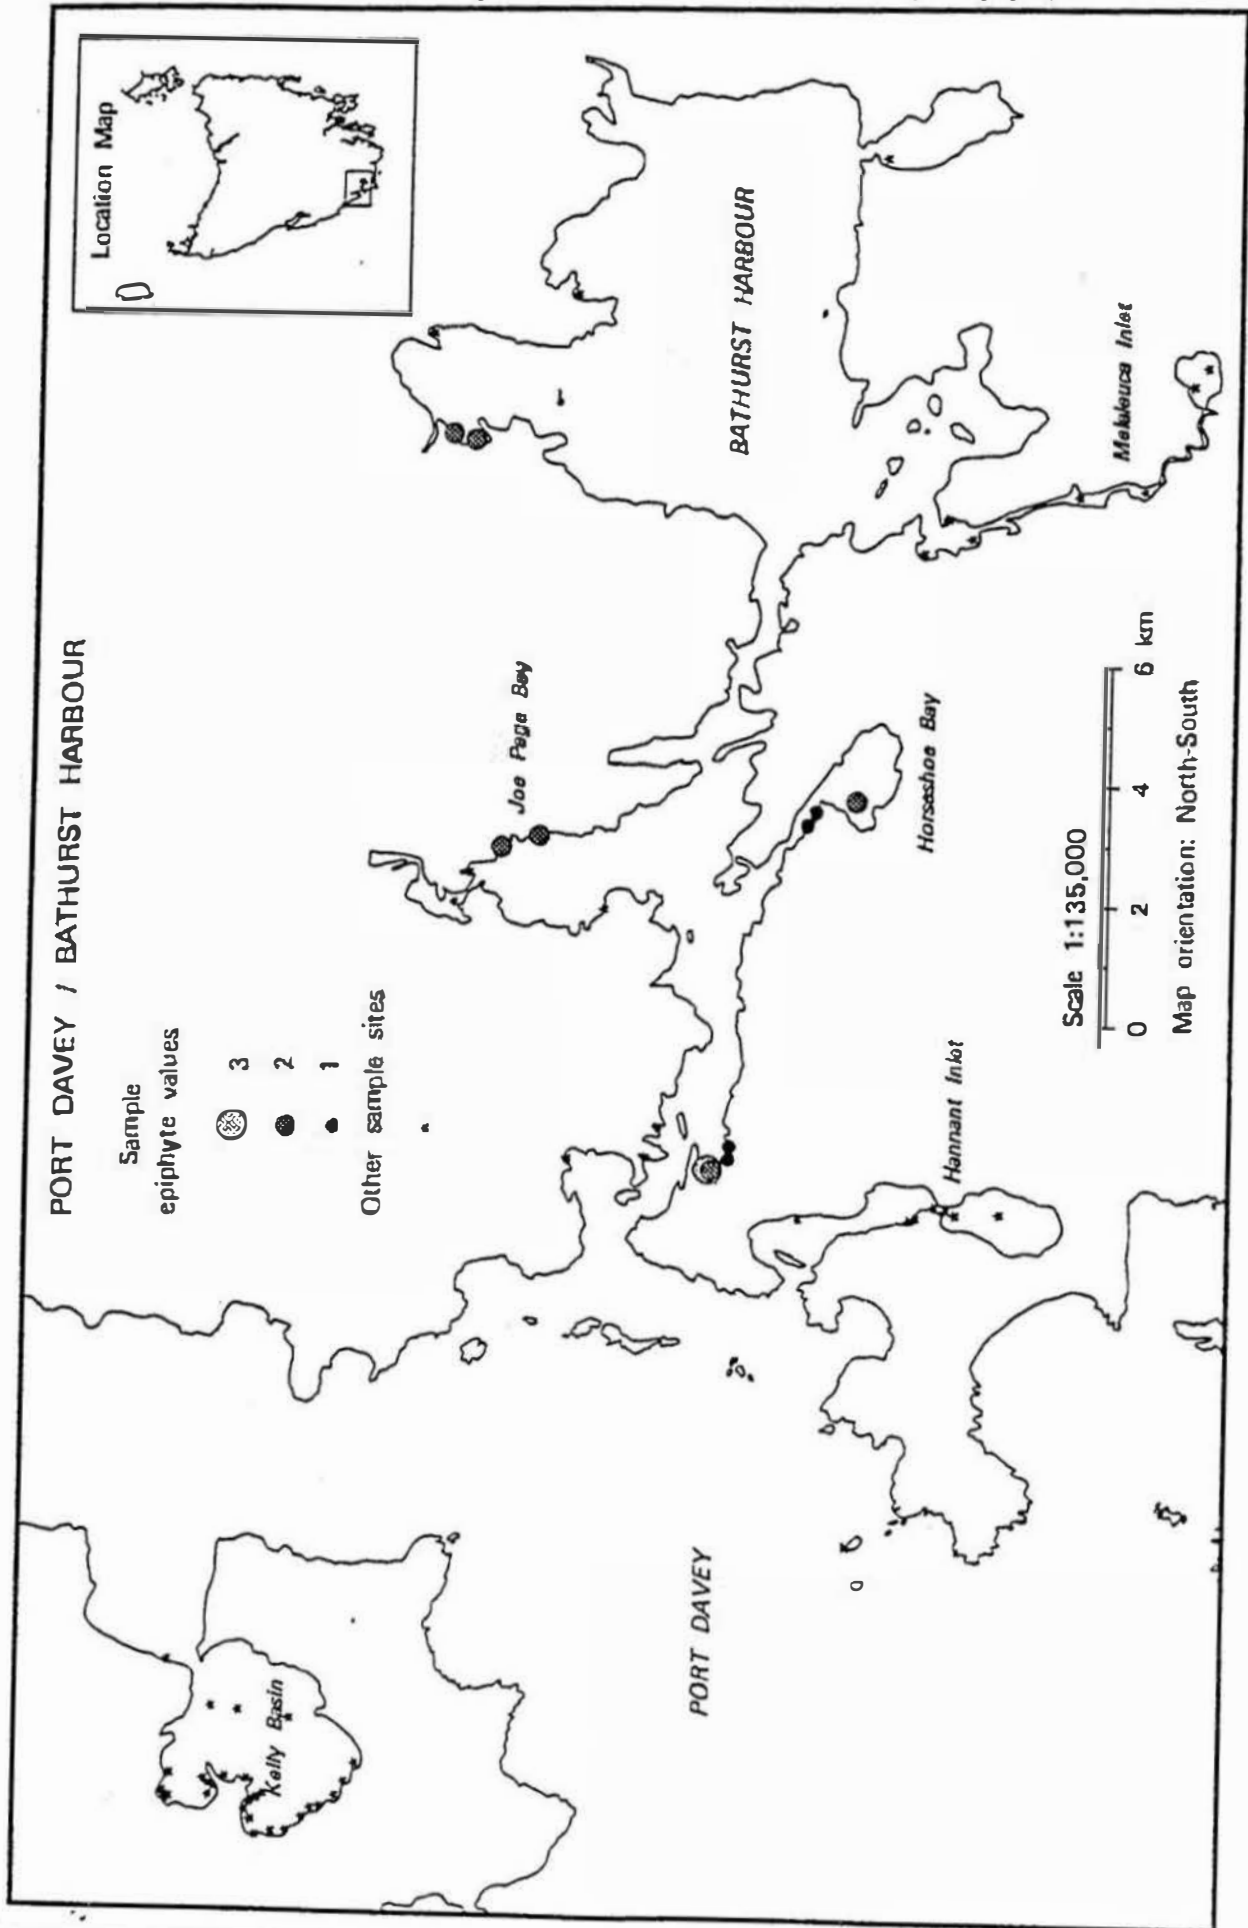 PORT DAVEY / BATHURST HARBOUR
Location Map
Sample
epiphyte values
3
2
1
Other sample sites
Joe Page Bay
BATHURST HARBOUR
Kelly Basin
PORT DAVEY
Hannant Inlet
Horseshoe Bay
Melaleuca Inlet
Scale 1:135,000
0 2 4 6 km
Map orientation: North-South